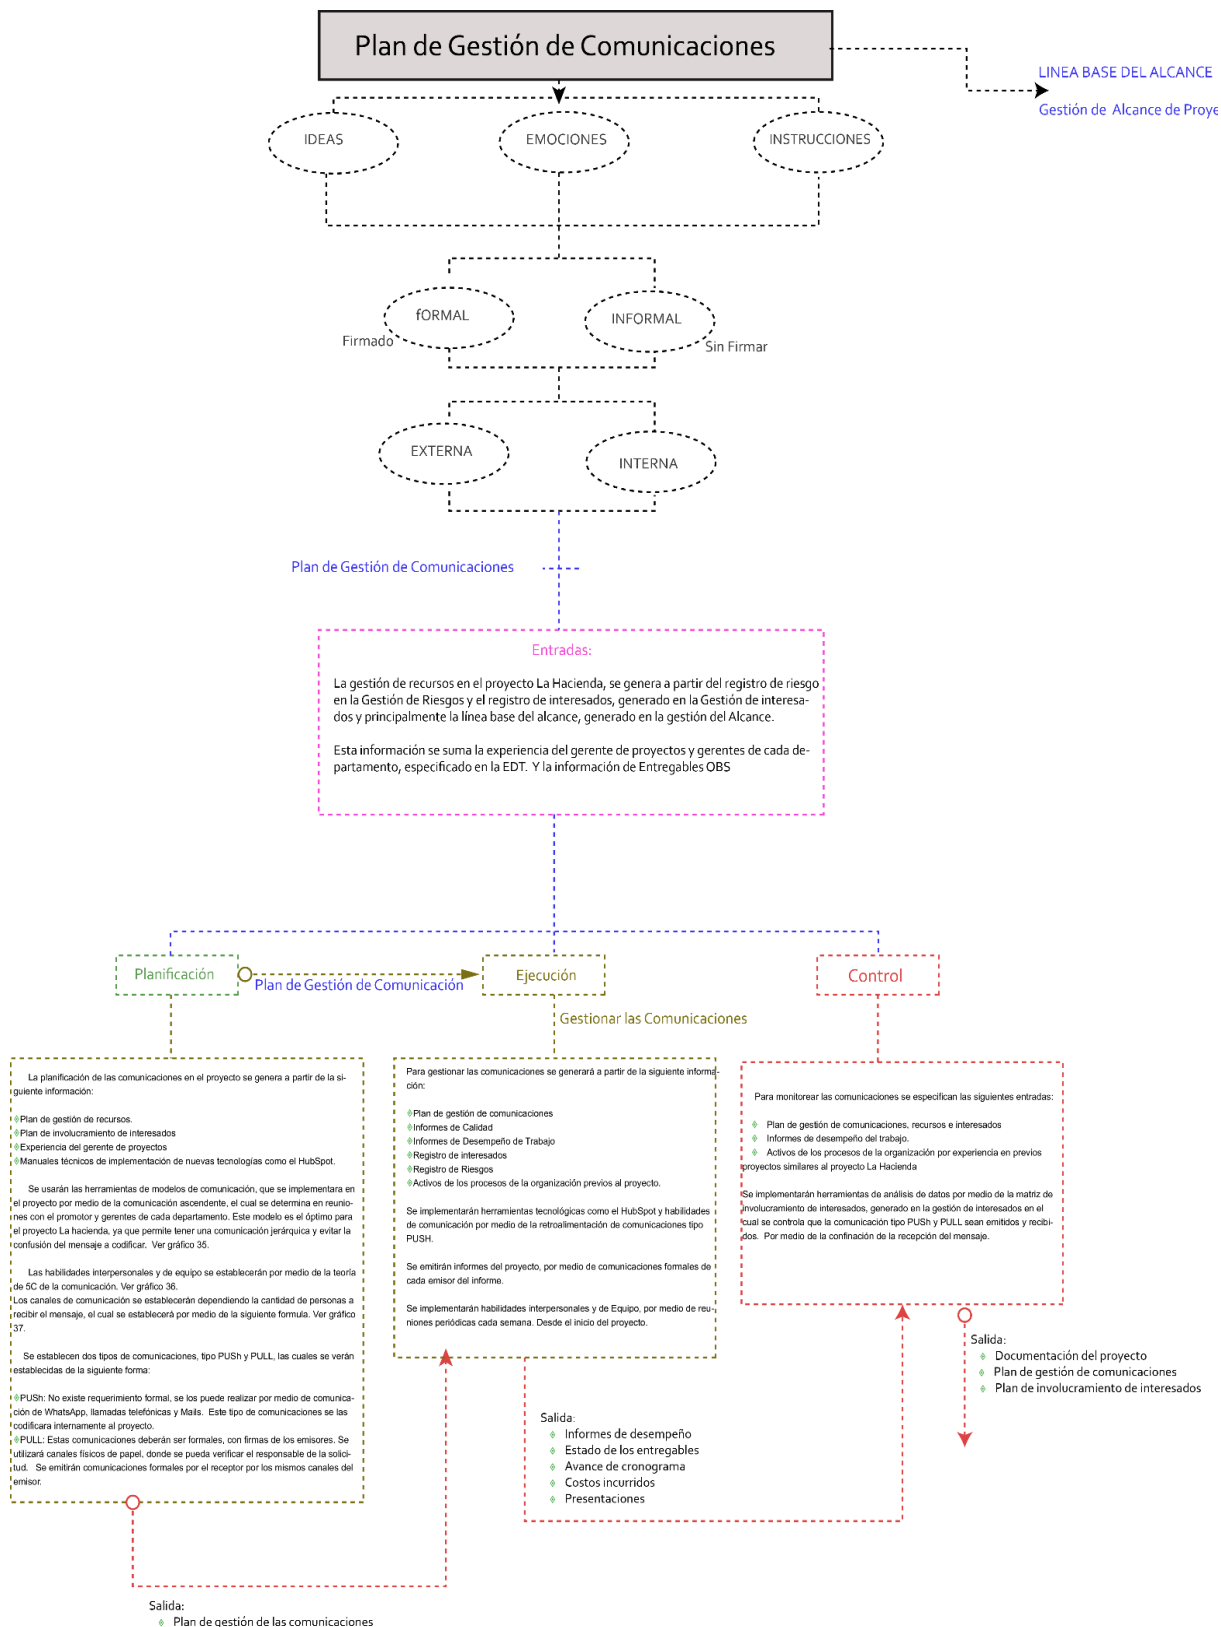 Plan de Gestión de Comunicaciones
LINEA BASE DEL ALCANCE
Gestión de Alcance de Proye
IDEAS
EMOCIONES
INSTRUCCIONES
fORMAL
INFORMAL
Firmado
Sin Firmar
EXTERNA
INTERNA
Plan de Gestión de Comunicaciones
Entradas:
La gestión de recursos en el proyecto La Hacienda, se genera a partir del registro de riesgo
en la Gestión de Riesgos y el registro de interesados, generado en la Gestión de interesa-
dos y principalmente la línea base del alcance, generado en la gestión del Alcance.
Esta información se suma la experiencia del gerente de proyectos y gerentes de cada de-
partamento, especificado en la EDT. Y la información de Entregables OBS
Planificación
Plan de Gestión de Comunicación
Ejecución
Control
Gestionar las Comunicaciones
La planificación de las comunicaciones en el proyecto se genera a partir de la si-
guiente información:
Plan de gestión de recursos.
Plan de involucramiento de interesados
Experiencia del gerente de proyectos
Manuales técnicos de implementación de nuevas tecnologías como el HubSpot.
Se usarán las herramientas de modelos de comunicación, que se implementara en
el proyecto por medio de la comunicación ascendente, el cual se determina en reunio-
nes con el promotor y gerentes de cada departamento. Este modelo es el óptimo para
el proyecto La hacienda, ya que permite tener una comunicación jerárquica y evitar la
confusión del mensaje a codificar. Ver gráfico 35.
Las habilidades interpersonales y de equipo se establecerán por medio de la teoría
de 5C de la comunicación. Ver gráfico 36.
Los canales de comunicación se establecerán dependiendo la cantidad de personas a
recibir el mensaje, el cual se establecerá por medio de la siguiente formula. Ver gráfico
37.
Se establecen dos tipos de comunicaciones, tipo PUSh y PULL, las cuales se verán
establecidas de la siguiente forma:
PUSh: No existe requerimiento formal, se los puede realizar por medio de comunica-
ción de WhatsApp, llamadas telefónicas y Mails. Este tipo de comunicaciones se las
codificara internamente al proyecto.
PULL: Estas comunicaciones deberán ser formales, con firmas de los emisores. Se
utilizará canales físicos de papel, donde se pueda verificar el responsable de la solici-
tud. Se emitirán comunicaciones formales por el receptor por los mismos canales del
emisor.
Para gestionar las comunicaciones se generará a partir de la siguiente informa-
ción:
Plan de gestión de comunicaciones
Informes de Calidad
Informes de Desempeño de Trabajo
Registro de interesados
Registro de Riesgos
Activos de los procesos de la organización previos al proyecto.
Se implementarán herramientas tecnológicas como el HubSpot y habilidades
de comunicación por medio de la retroalimentación de comunicaciones tipo
PUSH.
Se emitirán informes del proyecto, por medio de comunicaciones formales de
cada emisor del informe.
Se implementarán habilidades interpersonales y de Equipo, por medio de reu-
niones periódicas cada semana. Desde el inicio del proyecto.
Para monitorear las comunicaciones se especifican las siguientes entradas:
Plan de gestión de comunicaciones, recursos e interesados
Informes de desempeño del trabajo.
Activos de los procesos de la organización por experiencia en previos
proyectos similares al proyecto La Hacienda
Se implementarán herramientas de análisis de datos por medio de la matriz de
involucramiento de interesados, generado en la gestión de interesados en el
cual se controla que la comunicación tipo PUSh y PULL sean emitidos y recibi-
dos. Por medio de la confinación de la recepción del mensaje.
Salida:
Documentación del proyecto
Plan de gestión de comunicaciones
Plan de involucramiento de interesados
Salida:
Informes de desempeño
Estado de los entregables
Avance de cronograma
Costos incurridos
Presentaciones
Salida:
Plan de gestión de las comunicaciones